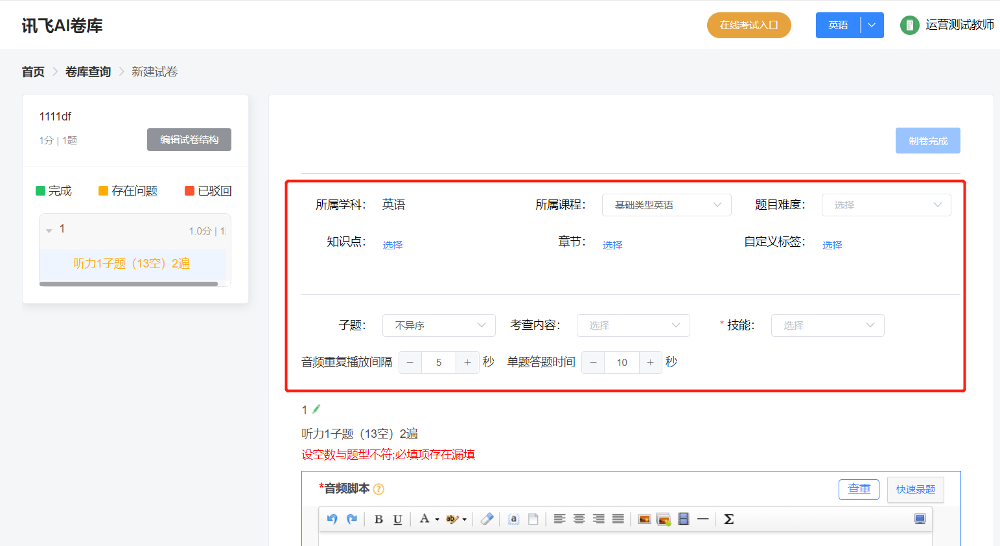 讯飞AI卷库
在线考试入口
英语
运营测试教师
首页 > 卷库查询 > 新建试卷
1111df
1分 | 1题
编辑试卷结构
完成
存在问题
已驳回
1
1.0分 | 1
听力1子题（13空）2遍
制卷完成
所属学科： 英语
所属课程： 基础类型英语
题目难度： 选择
知识点： 选择
章节： 选择
自定义标签： 选择
子题： 不异序
考查内容： 选择
* 技能： 选择
音频重复播放间隔 − 5 + 秒
单题答题时间 − 10 + 秒
1
听力1子题（13空）2遍
设空数与题型不符;必填项存在漏填
*音频脚本 ?
查重
快速录题
B U A ab a Σ